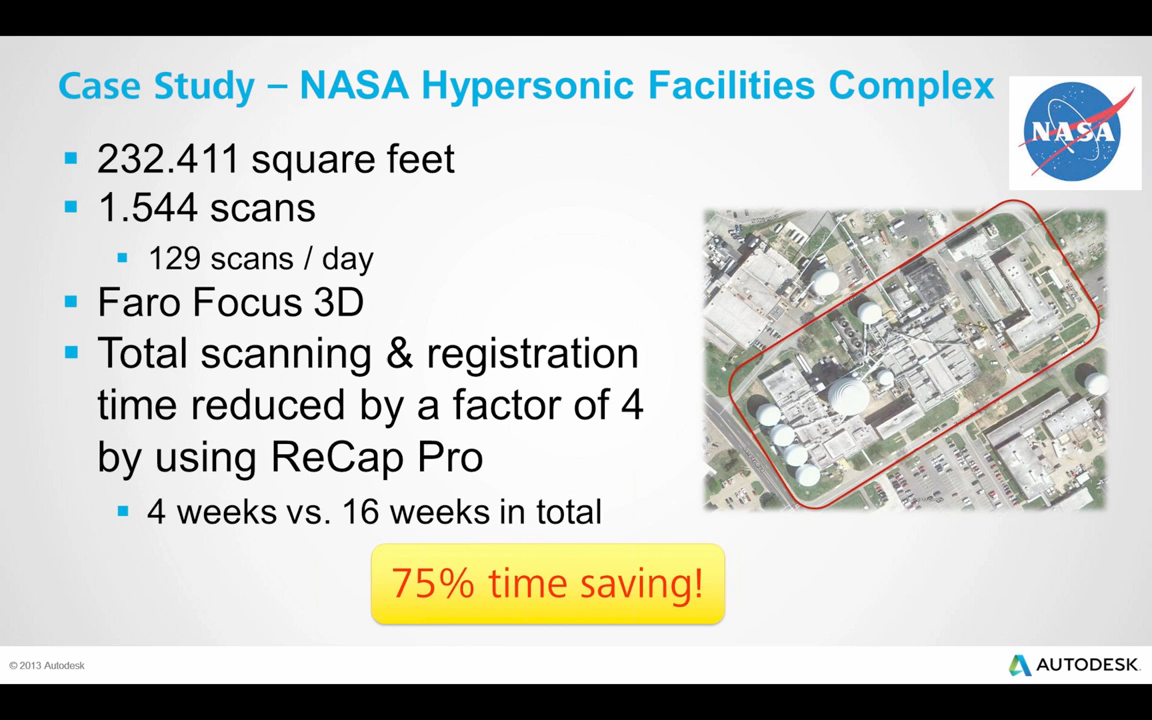 Case Study – NASA Hypersonic Facilities Complex
NASA
232.411 square feet
1.544 scans
129 scans / day
Faro Focus 3D
Total scanning & registration
time reduced by a factor of 4
by using ReCap Pro
4 weeks vs. 16 weeks in total
75% time saving!
© 2013 Autodesk
AUTODESK